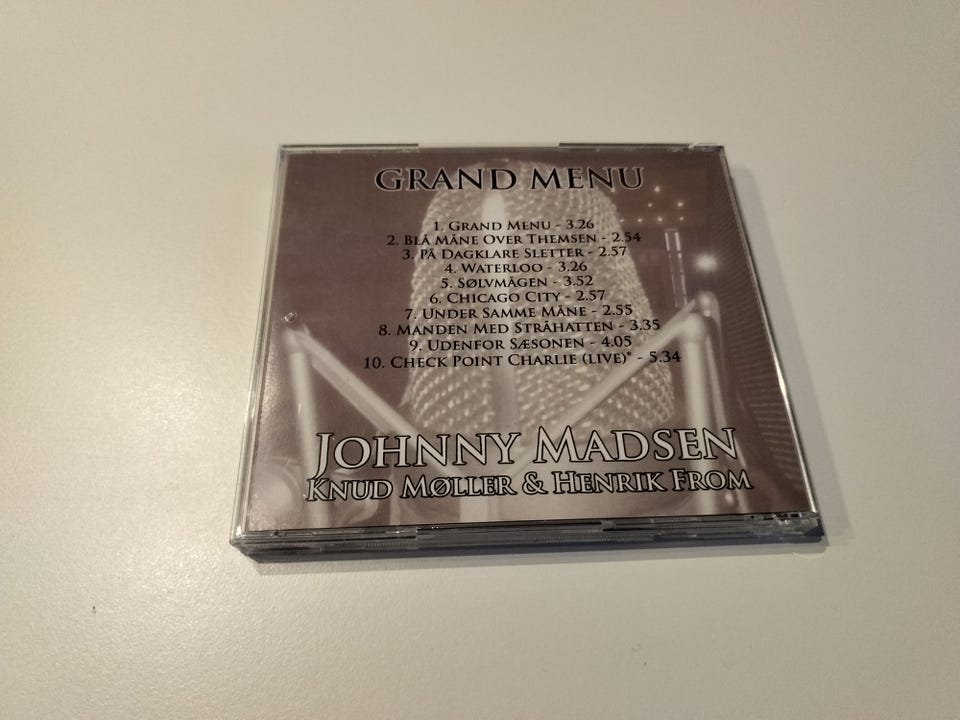 GRAND MENU
1. GRAND MENU - 3.26
2. BLÅ MÅNE OVER THEMSEN - 2.54
3. PÅ DAGKLARE SLETTER - 2.57
4. WATERLOO - 3.26
5. SØLVMÅGEN - 3.52
6. CHICAGO CITY - 2.57
7. UNDER SAMME MÅNE - 2.55
8. MANDEN MED STRÅHATTEN - 3.35
9. UDENFOR SÆSONEN - 4.05
10. CHECK POINT CHARLIE (LIVE)* - 5.34
JOHNNY MADSEN
KNUD MØLLER & HENRIK FROM